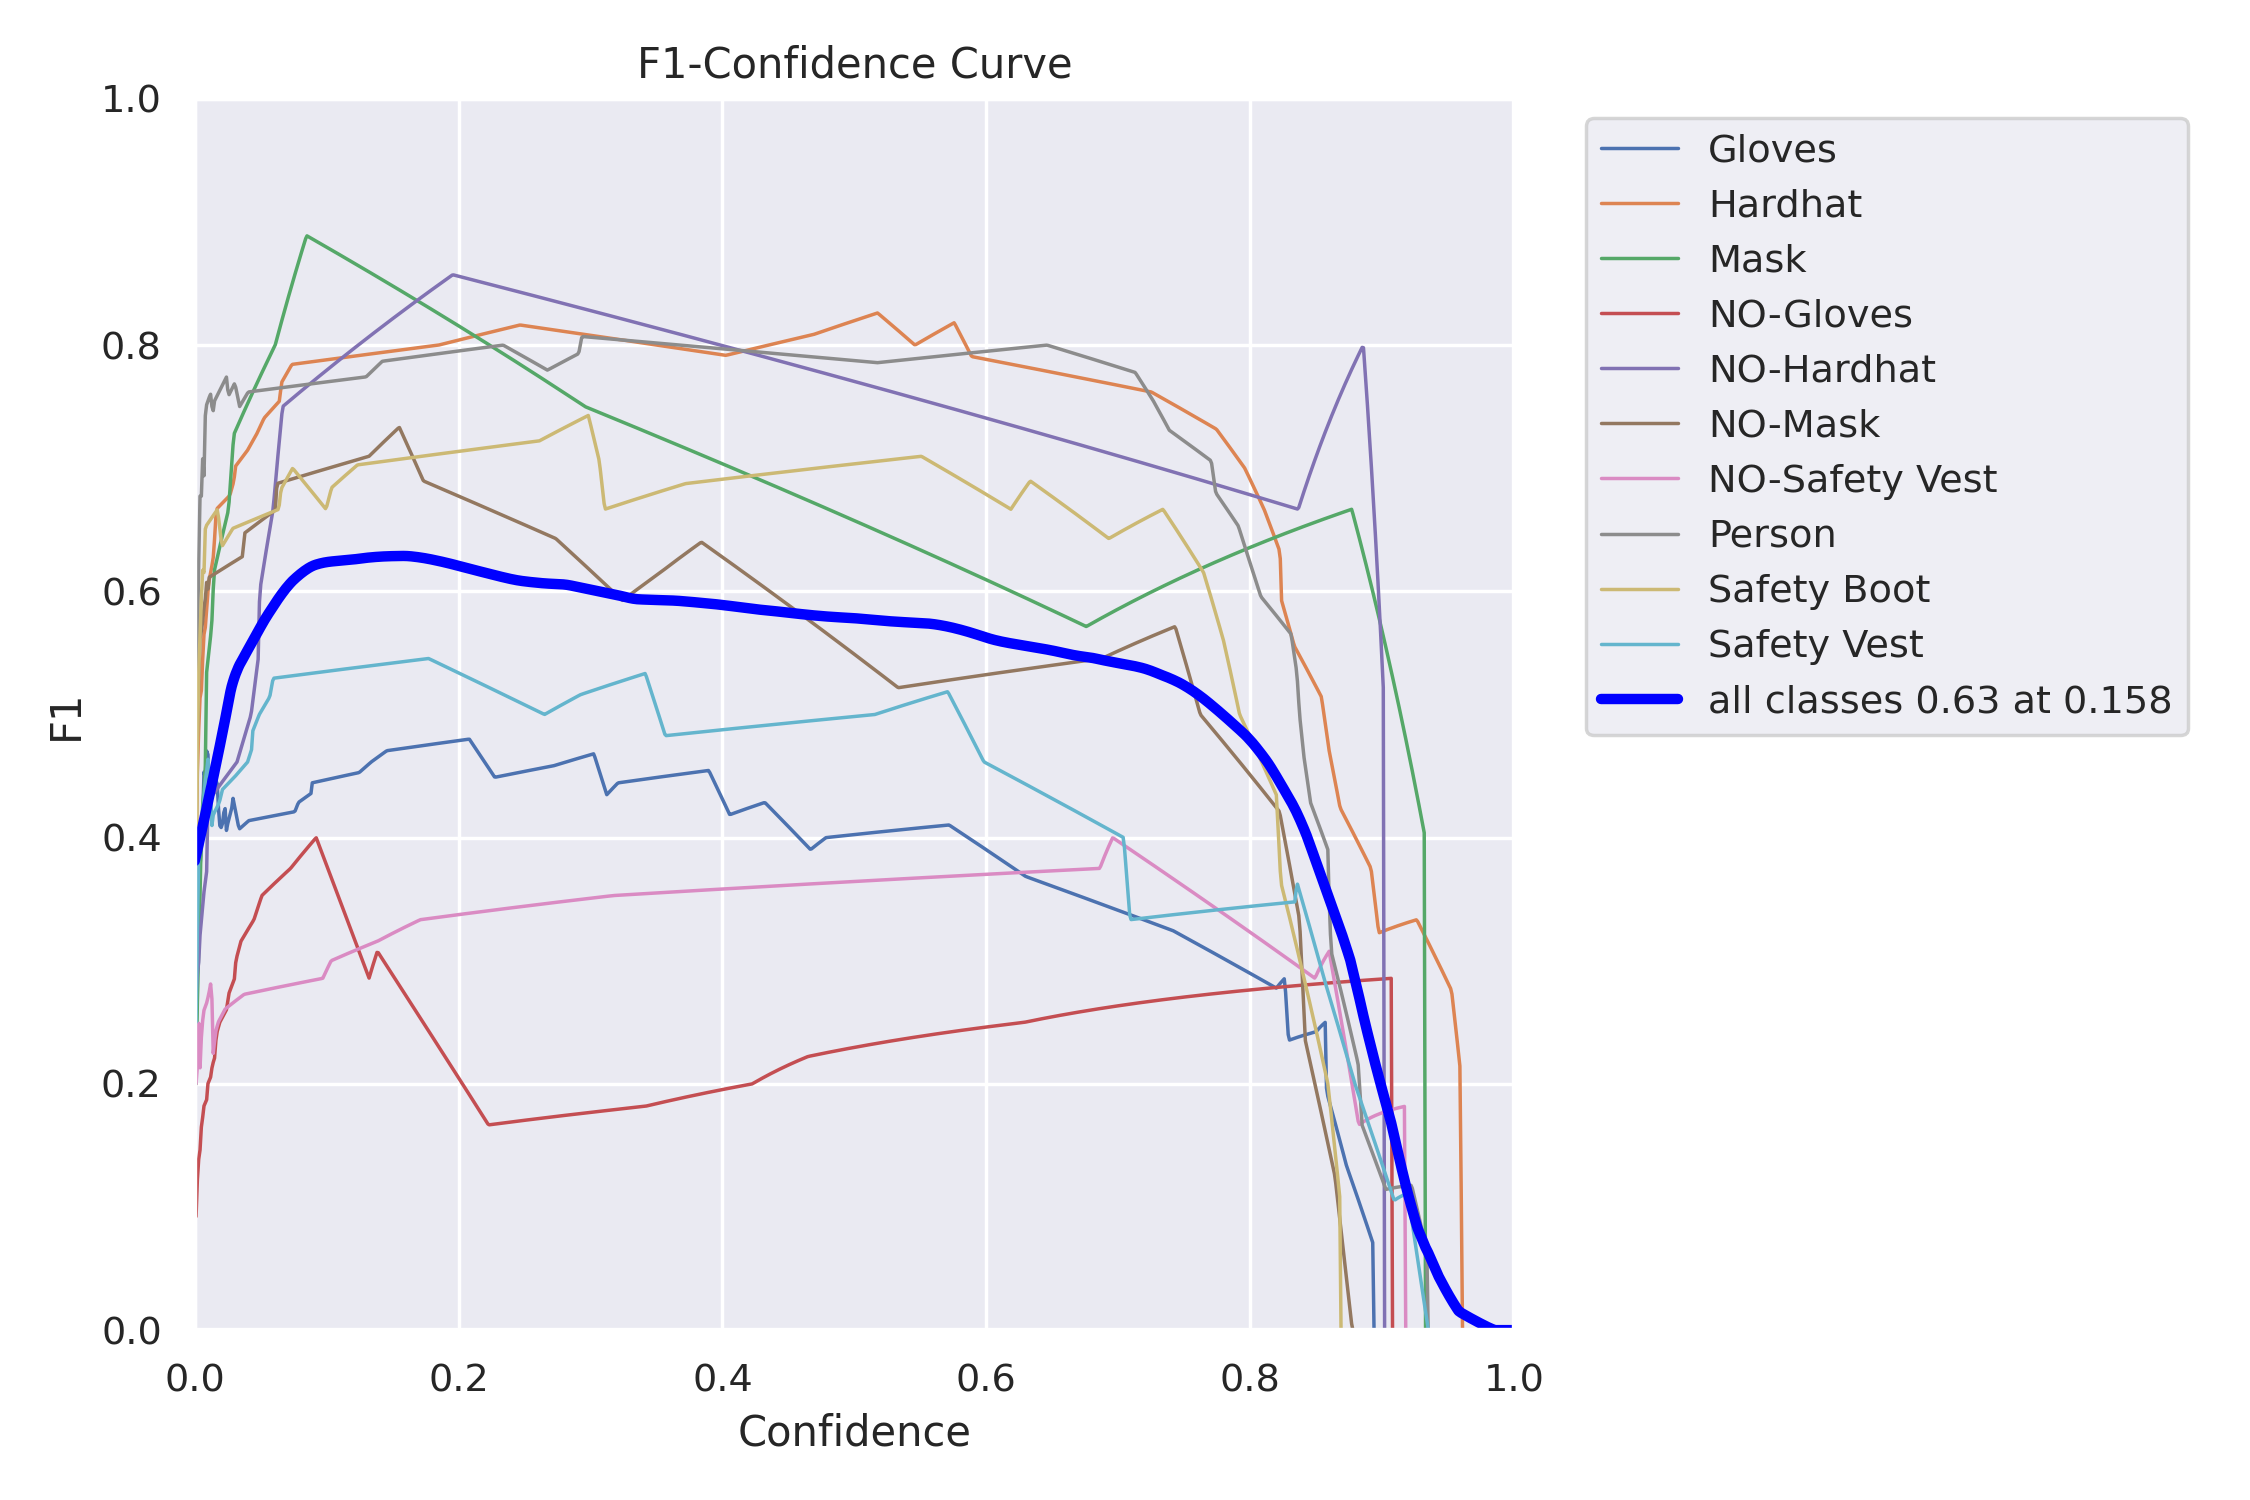 F1-Confidence Curve
1.0
0.8
0.6
0.4
0.2
0.0
F1
0.0 0.2 0.4 0.6 0.8 1.0
Confidence
Gloves
Hardhat
Mask
NO-Gloves
NO-Hardhat
NO-Mask
NO-Safety Vest
Person
Safety Boot
Safety Vest
all classes 0.63 at 0.158